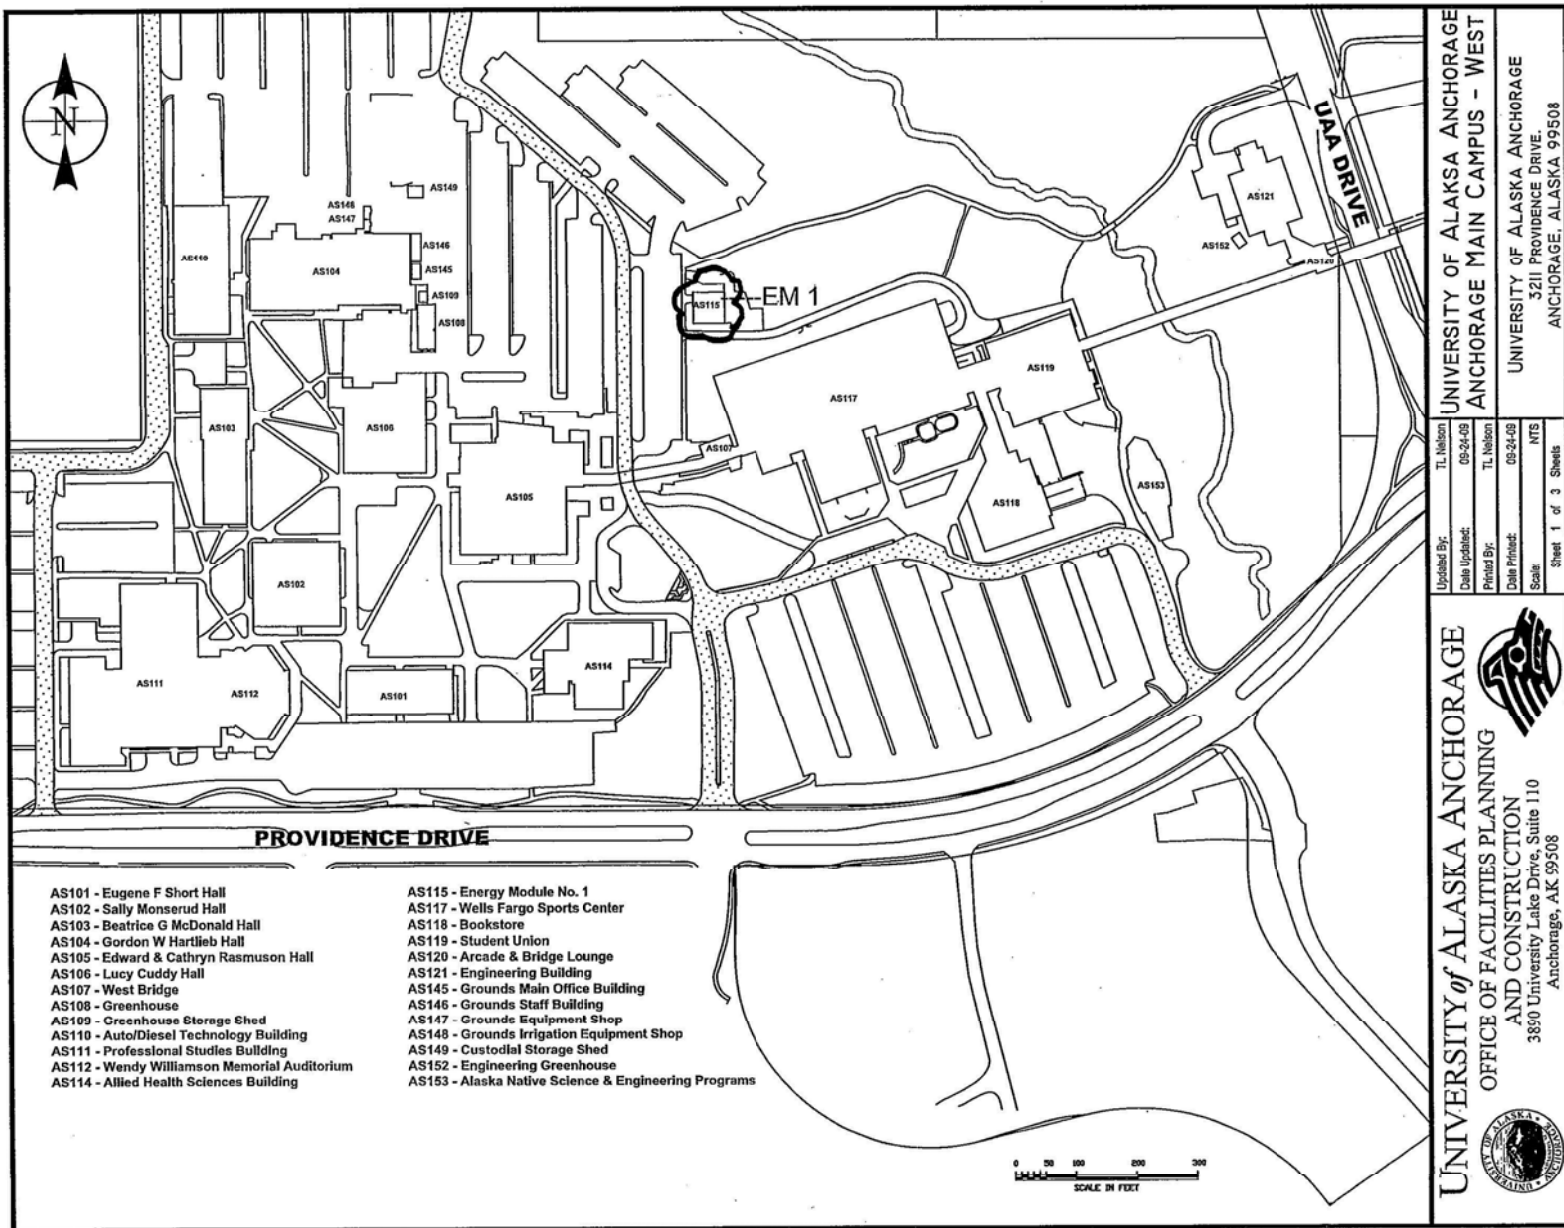 N
AS149
AS148
AS147
AS146
AS145
AS110
AS104
AS109
AS108
AS103
AS106
AS105
AS107
AS102
AS111
AS112
AS101
AS114
AS115
EM 1
AS117
AS119
AS118
AS153
AS121
AS152
AS120
UAA DRIVE
PROVIDENCE DRIVE
AS101 - Eugene F Short Hall
AS102 - Sally Monserud Hall
AS103 - Beatrice G McDonald Hall
AS104 - Gordon W Hartlieb Hall
AS105 - Edward & Cathryn Rasmuson Hall
AS106 - Lucy Cuddy Hall
AS107 - West Bridge
AS108 - Greenhouse
AS109 - Greenhouse Storage Shed
AS110 - Auto/Diesel Technology Building
AS111 - Professional Studies Building
AS112 - Wendy Williamson Memorial Auditorium
AS114 - Allied Health Sciences Building
AS115 - Energy Module No. 1
AS117 - Wells Fargo Sports Center
AS118 - Bookstore
AS119 - Student Union
AS120 - Arcade & Bridge Lounge
AS121 - Engineering Building
AS145 - Grounds Main Office Building
AS146 - Grounds Staff Building
AS147 - Grounds Equipment Shop
AS148 - Grounds Irrigation Equipment Shop
AS149 - Custodial Storage Shed
AS152 - Engineering Greenhouse
AS153 - Alaska Native Science & Engineering Programs
0 50 100 200 300
SCALE IN FEET
UNIVERSITY OF ALAKSA ANCHORAGE
ANCHORAGE MAIN CAMPUS - WEST
UNIVERSITY OF ALASKA ANCHORAGE
3211 PROVIDENCE DRIVE.
ANCHORAGE, ALASKA 99508
Updated By: TL Nelson
Date Updated: 09-24-09
Printed By: TL Nelson
Date Printed: 09-24-09
Scale: NTS
Sheet 1 of 3 Sheets
UNIVERSITY of ALASKA ANCHORAGE
OFFICE OF FACILITIES PLANNING
AND CONSTRUCTION
3890 University Lake Drive, Suite 110
Anchorage, AK 99508
UNIVERSITY OF ALASKA • ANCHORAGE